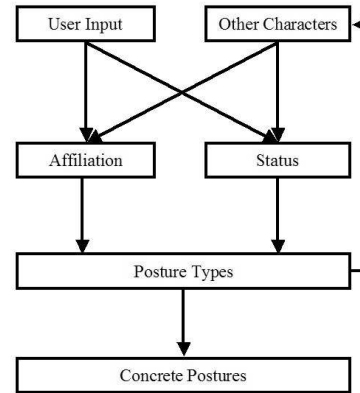 User Input
Other Characters
Affiliation
Status
Posture Types
Concrete Postures